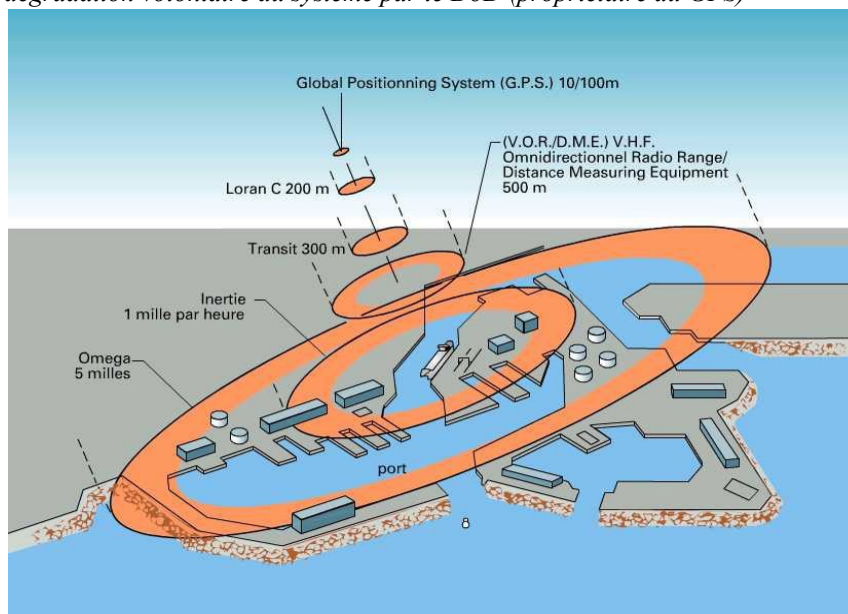 dégradation volontaire du système par le DoD (propriétaire du GPS)
Global Positionning System (G.P.S.) 10/100m
(V.O.R./D.M.E.) V.H.F.
Omnidirectionnel Radio Range/
Distance Measuring Equipment
500 m
Loran C 200 m
Transit 300 m
Inertie
1 mille par heure
Omega
5 milles
port